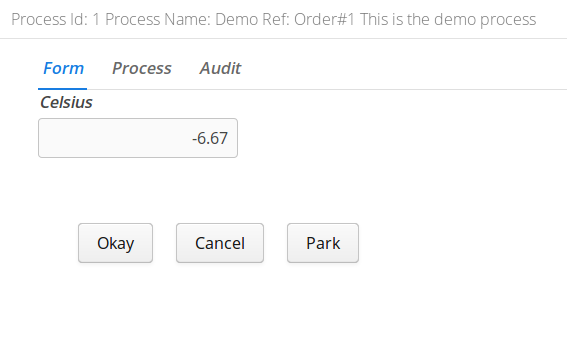 Process Id: 1 Process Name: Demo Ref: Order#1 This is the demo process
Form Process Audit
Celsius
-6.67
Okay Cancel Park